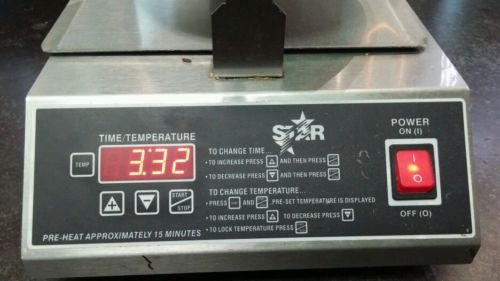 TIME/TEMPERATURE
TEMP
3:32
START
STOP
PRE-HEAT APPROXIMATELY 15 MINUTES
STAR
TO CHANGE TIME...
• TO INCREASE PRESS AND THEN PRESS
• TO DECREASE PRESS AND THEN PRESS
TO CHANGE TEMPERATURE...
• PRESS AND , PRE-SET TEMPERATURE IS DISPLAYED
• TO INCREASE PRESS TO DECREASE PRESS
• TO LOCK TEMPERATURE PRESS
POWER
ON (I)
OFF (O)